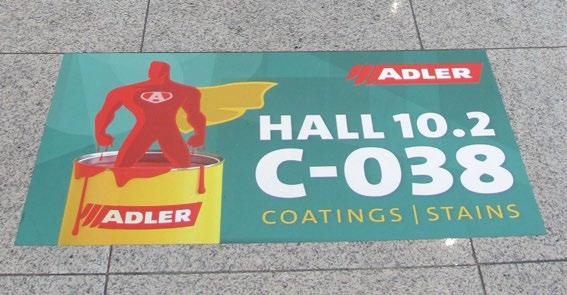 ADLER
HALL 10.2
C-038
COATINGS | STAINS
A
ADLER